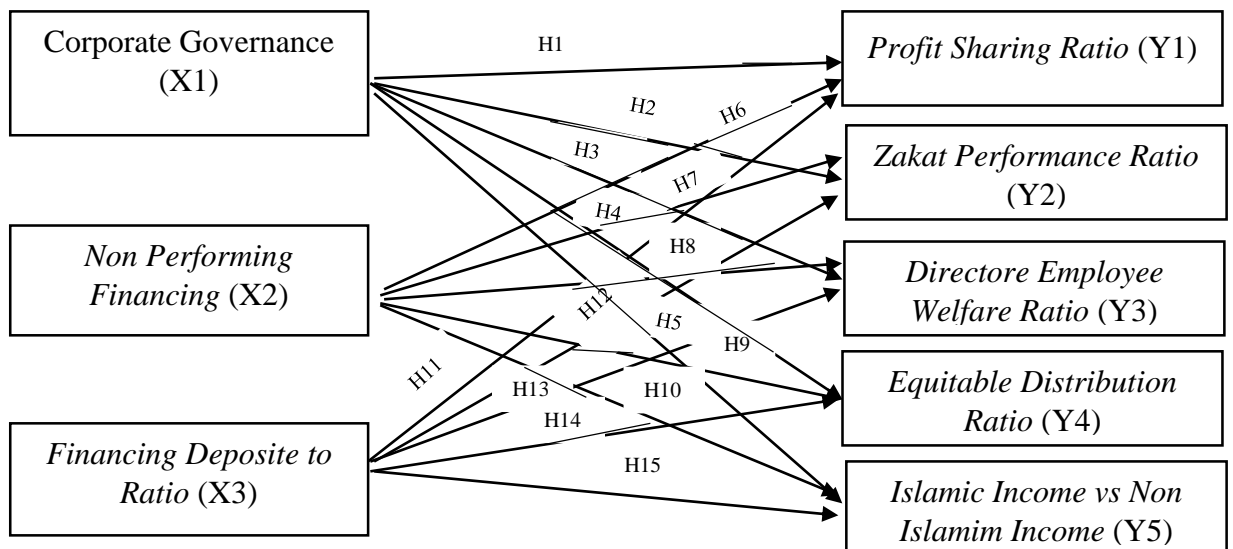 Corporate Governance
(X1)
Non Performing
Financing (X2)
Financing Deposite to
Ratio (X3)
H1
H2
H3
H4
H5
H6
H7
H8
H9
H10
H11
H12
H13
H14
H15
Profit Sharing Ratio (Y1)
Zakat Performance Ratio
(Y2)
Directore Employee
Welfare Ratio (Y3)
Equitable Distribution
Ratio (Y4)
Islamic Income vs Non
Islamim Income (Y5)